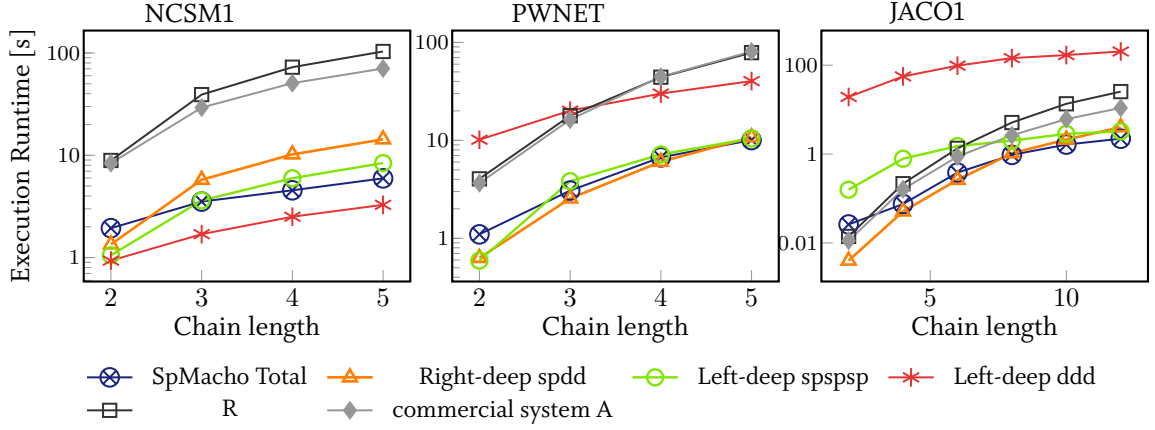 NCSM1 PWNET JACO1
Execution Runtime [s]
100 100 100
10 10 1
1 1 0.01
2 3 4 5 2 3 4 5 5 10
Chain length Chain length Chain length
SpMacho Total Right-deep spdd Left-deep spspsp Left-deep ddd
R commercial system A